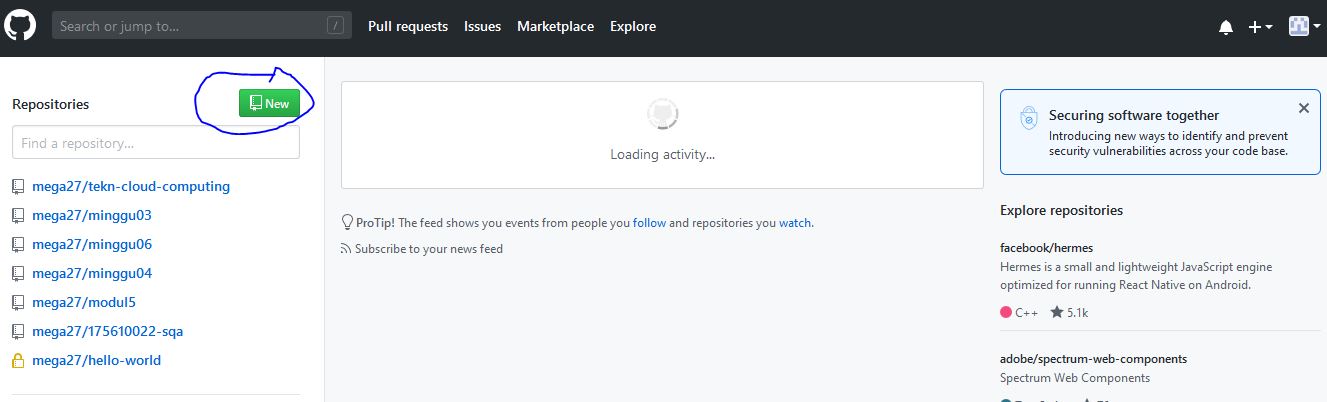 Search or jump to... /
Pull requests
Issues
Marketplace
Explore
Repositories
New
Find a repository...
mega27/tekn-cloud-computing
mega27/minggu03
mega27/minggu06
mega27/minggu04
mega27/modul5
mega27/175610022-sqa
mega27/hello-world
Loading activity...
ProTip! The feed shows you events from people you follow and repositories you watch.
Subscribe to your news feed
Securing software together
Introducing new ways to identify and prevent
security vulnerabilities across your code base.
Explore repositories
facebook/hermes
Hermes is a small and lightweight JavaScript engine
optimized for running React Native on Android.
C++ 5.1k
adobe/spectrum-web-components
Spectrum Web Components